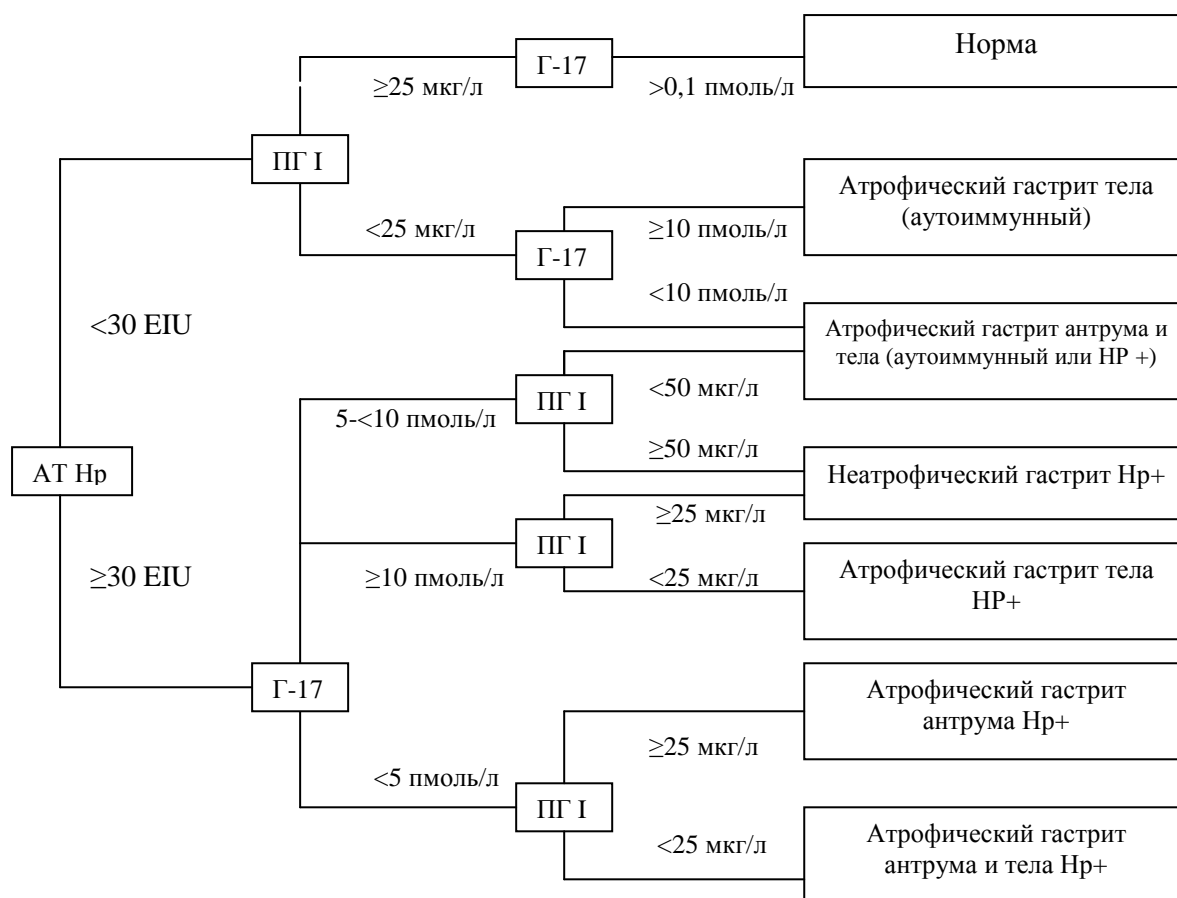 Норма
Г-17
≥25 мкг/л
>0,1 пмоль/л
ПГ I
Атрофический гастрит тела
(аутоиммунный)
<25 мкг/л
≥10 пмоль/л
Г-17
<10 пмоль/л
<30 EIU
Атрофический гастрит антрума и
тела (аутоиммунный или HP +)
ПГ I
<50 мкг/л
5-<10 пмоль/л
≥50 мкг/л
АТ Нр
Неатрофический гастрит Нр+
≥25 мкг/л
ПГ I
≥30 EIU
≥10 пмоль/л
<25 мкг/л
Атрофический гастрит тела
НР+
Г-17
Атрофический гастрит
антрума Нр+
≥25 мкг/л
<5 пмоль/л
ПГ I
<25 мкг/л
Атрофический гастрит
антрума и тела Нр+